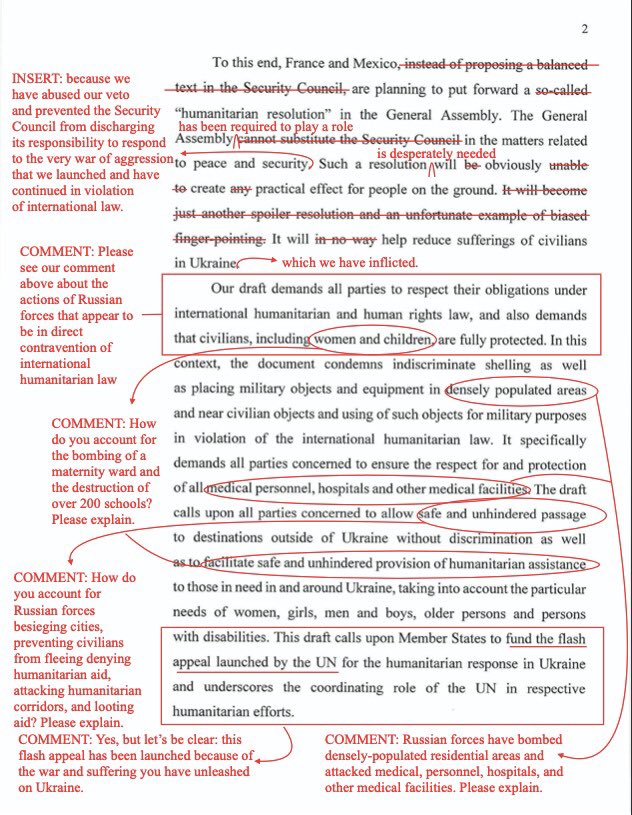 2
To this end, France and Mexico, instead of proposing a balanced
text in the Security Council, are planning to put forward a so-called
“humanitarian resolution” in the General Assembly. The General
has been required to play a role
Assembly cannot substitute the Security Council in the matters related
is desperately needed
to peace and security. Such a resolution will be obviously unable
to create any practical effect for people on the ground. It will become
just another spoiler resolution and an unfortunate example of biased
finger-pointing. It will in no way help reduce sufferings of civilians
in Ukraine.
which we have inflicted.
INSERT: because we
have abused our veto
and prevented the Security
Council from discharging
its responsibility to respond
to the very war of aggression
that we launched and have
continued in violation
of international law.
COMMENT: Please
see our comment
above about the
actions of Russian
forces that appear to
be in direct
contravention of
international
humanitarian law
Our draft demands all parties to respect their obligations under
international humanitarian and human rights law, and also demands
that civilians, including women and children, are fully protected. In this
context, the document condemns indiscriminate shelling as well
as placing military objects and equipment in densely populated areas
and near civilian objects and using of such objects for military purposes
in violation of the international humanitarian law. It specifically
demands all parties concerned to ensure the respect for and protection
of all medical personnel, hospitals and other medical facilities. The draft
calls upon all parties concerned to allow safe and unhindered passage
to destinations outside of Ukraine without discrimination as well
as to facilitate safe and unhindered provision of humanitarian assistance
to those in need in and around Ukraine, taking into account the particular
needs of women, girls, men and boys, older persons and persons
with disabilities. This draft calls upon Member States to fund the flash
appeal launched by the UN for the humanitarian response in Ukraine
and underscores the coordinating role of the UN in respective
humanitarian efforts.
COMMENT: How
do you account for
the bombing of a
maternity ward and
the destruction of
over 200 schools?
Please explain.
COMMENT: How do
you account for
Russian forces
besieging cities,
preventing civilians
from fleeing denying
humanitarian aid,
attacking humanitarian
corridors, and looting
aid? Please explain.
COMMENT: Yes, but let’s be clear: this
flash appeal has been launched because of
the war and suffering you have unleashed
on Ukraine.
COMMENT: Russian forces have bombed
densely-populated residential areas and
attacked medical, personnel, hospitals, and
other medical facilities. Please explain.